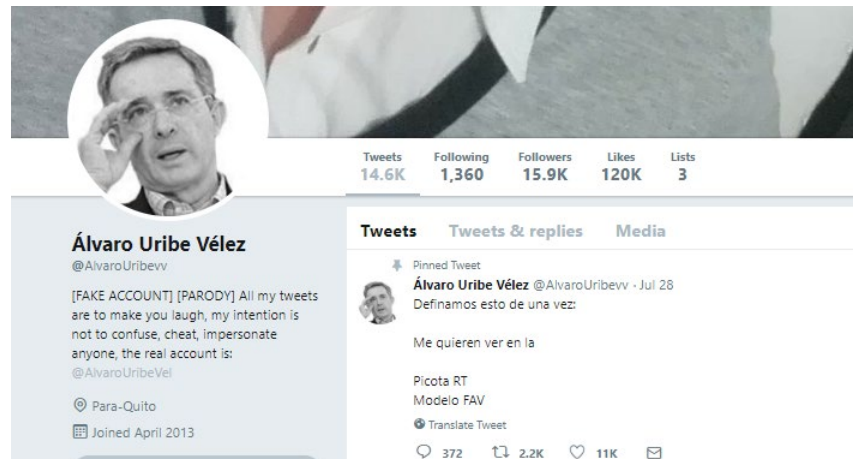 Tweets Following Followers Likes Lists
14.6K 1,360 15.9K 120K 3
Álvaro Uribe Vélez
@AlvaroUribevv
[FAKE ACCOUNT] [PARODY] All my tweets
are to make you laugh, my intention is
not to confuse, cheat, impersonate
anyone, the real account is:
@AlvaroUribeVel
Para-Quito
Joined April 2013
Tweets Tweets & replies Media
Pinned Tweet
Álvaro Uribe Vélez @AlvaroUribevv · Jul 28
Definamos esto de una vez:
Me quieren ver en la
Picota RT
Modelo FAV
Translate Tweet
372 2.2K 11K